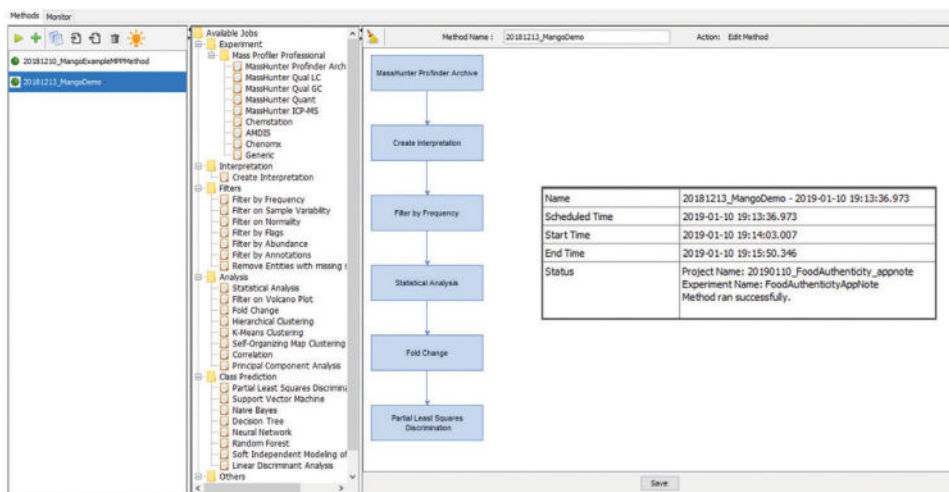 Methods Monitor
20181210_MangoExampleMPPMethod
20181213_MangoDemo
Available Jobs
Experiment
Mass Profiler Professional
MassHunter Profinder Arch
MassHunter Qual LC
MassHunter Qual GC
MassHunter Quant
MassHunter ICP-MS
Chemstation
AMDIS
Chenomx
Generic
Interpretation
Create Interpretation
Filters
Filter by Frequency
Filter on Sample Variability
Filter on Normality
Filter by Flags
Filter by Abundance
Filter by Annotations
Remove Entities with missing
Analysis
Statistical Analysis
Filter on Volcano Plot
Fold Change
Hierarchical Clustering
K-Means Clustering
Self-Organizing Map Clustering
Correlation
Principal Component Analysis
Class Prediction
Partial Least Squares Discrimina
Support Vector Machine
Naive Bayes
Decision Tree
Neural Network
Random Forest
Soft Independent Modeling of
Linear Discriminant Analysis
Others
Method Name : 20181213_MangoDemo Action: Edit Method
MassHunter Profinder Archive
Create Interpretation
Filter by Frequency
Statistical Analysis
Fold Change
Partial Least Squares
Discrimination
Name 20181213_MangoDemo - 2019-01-10 19:13:36.973
Scheduled Time 2019-01-10 19:13:36.973
Start Time 2019-01-10 19:14:03.007
End Time 2019-01-10 19:15:50.346
Status Project Name: 20190110_FoodAuthenticity_appnote
Experiment Name: FoodAuthenticityAppNote
Method ran successfully.
Save